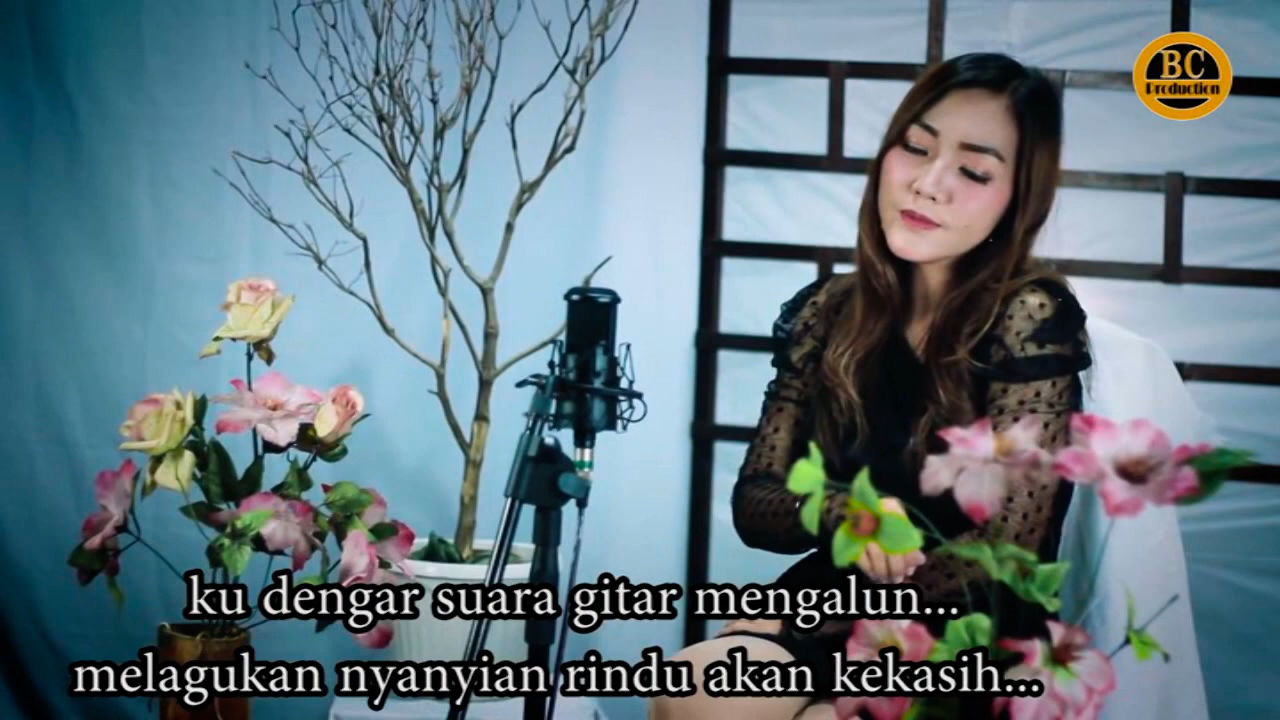 BC
Production
ku dengar suara gitar mengalun...
melagukan nyanyian rindu akan kekasih...